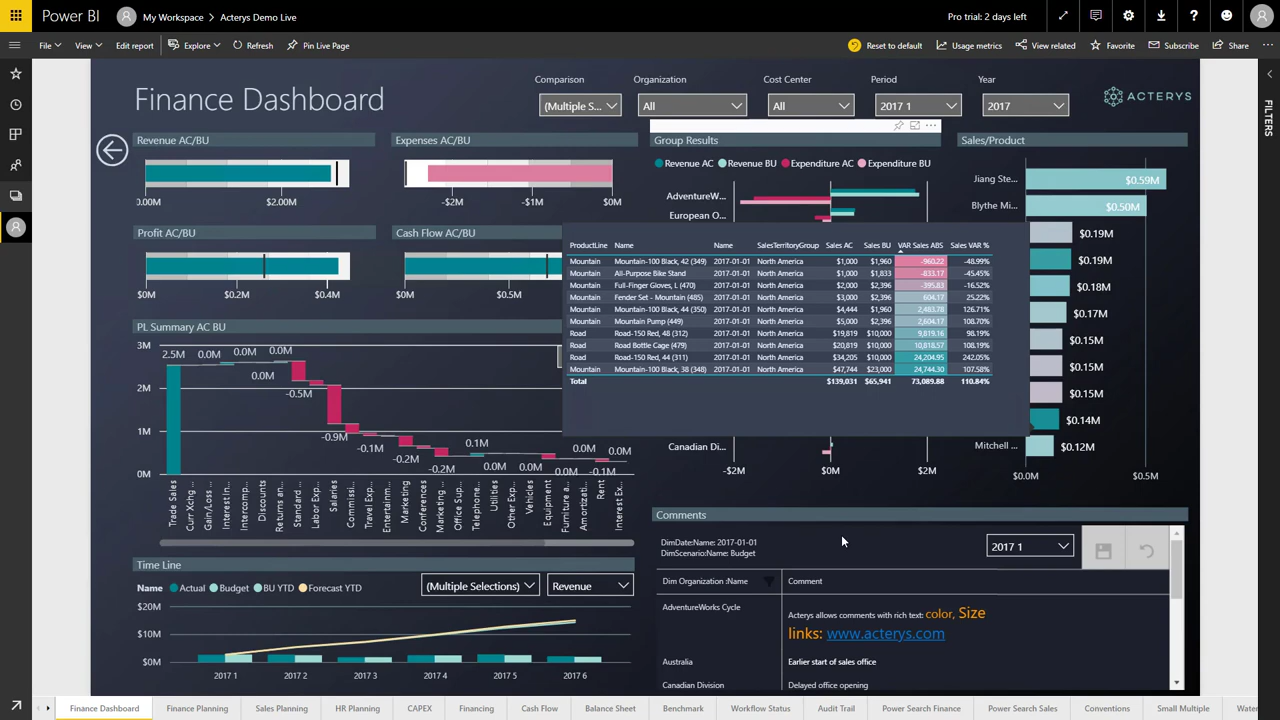 Power BI My Workspace > Acterys Demo Live Pro trial: 2 days left
File View Edit report Explore Refresh Pin Live Page Reset to default Usage metrics View related Favorite Subscribe Share
Finance Dashboard
Comparison Organization Cost Center Period Year
(Multiple S... All All 2017 1 2017
ACTERYS
FILTERS
Revenue AC/BU Expenses AC/BU Group Results Sales/Product
Revenue AC Revenue BU Expenditure AC Expenditure BU
0.00M $2.00M -$2M -$1M $0M
AdventureW...
European O...
Jiang Ste... $0.59M
Blythe Mi... $0.50M
$0.19M
$0.19M
$0.18M
$0.17M
$0.15M
$0.15M
$0.14M
Mitchell ... $0.12M
$0.0M $0.5M
Profit AC/BU Cash Flow AC/BU
$0M $0.2M $0.4M $0M $0.5M
ProductLine Name Name SalesTerritoryGroup Sales AC Sales BU VAR Sales ABS Sales VAR %
Mountain Mountain-100 Black, 42 (349) 2017-01-01 North America $1,000 $1,960 -960.22 -48.99%
Mountain All-Purpose Bike Stand 2017-01-01 North America $1,000 $1,833 -833.17 -45.45%
Mountain Full-Finger Gloves, L (470) 2017-01-01 North America $2,000 $2,396 -395.83 -16.52%
Mountain Fender Set - Mountain (485) 2017-01-01 North America $3,000 $2,396 604.17 25.22%
Mountain Mountain-100 Black, 44 (350) 2017-01-01 North America $4,444 $1,960 2,483.78 126.71%
Mountain Mountain Pump (449) 2017-01-01 North America $5,000 $2,396 2,604.17 108.70%
Road Road-150 Red, 48 (312) 2017-01-01 North America $19,819 $10,000 9,819.16 98.19%
Road Road Bottle Cage (479) 2017-01-01 North America $20,819 $10,000 10,818.57 108.19%
Road Road-150 Red, 44 (311) 2017-01-01 North America $34,205 $10,000 24,204.95 242.05%
Mountain Mountain-100 Black, 38 (348) 2017-01-01 North America $47,744 $23,000 24,744.30 107.58%
Total $139,031 $65,941 73,089.88 110.84%
Canadian Di...
-$2M $0M $2M
PL Summary AC BU
3M
2M
1M
0M
2.5M 0.0M 0.0M 0.0M 0.0M -0.9M -0.1M -0.2M -0.2M 0.1M 0.0M 0.0M 0.0M 0.0M -0.1M 0.0M
Trade Sales
Curr Xchg ...
Gain/Loss...
Interest In...
Intercomp...
Discounts
Returns an...
Standard ...
Labor Exp...
Salaries
Commissi...
Travel Exp...
Entertainm...
Marketing
Conferences
Marketing
Office Sup...
Telephone...
Utilities
Other Exp...
Vehicles
Equipment
Furniture a...
Amortizati...
Rent
Interest Ex...
Time Line
Name Actual Budget BU YTD Forecast YTD (Multiple Selections) Revenue
$20M
$10M
$0M
2017 1 2017 2 2017 3 2017 4 2017 5 2017 6
Comments
DimDate:Name: 2017-01-01
DimScenario:Name: Budget
2017 1
Dim Organization :Name Comment
AdventureWorks Cycle Acterys allows comments with rich text: color, Size
links: www.acterys.com
Australia Earlier start of sales office
Canadian Division Delayed office opening
Finance Dashboard Finance Planning Sales Planning HR Planning CAPEX Financing Cash Flow Balance Sheet Benchmark Workflow Status Audit Trail Power Search Finance Power Search Sales Conventions Small Multiple Water